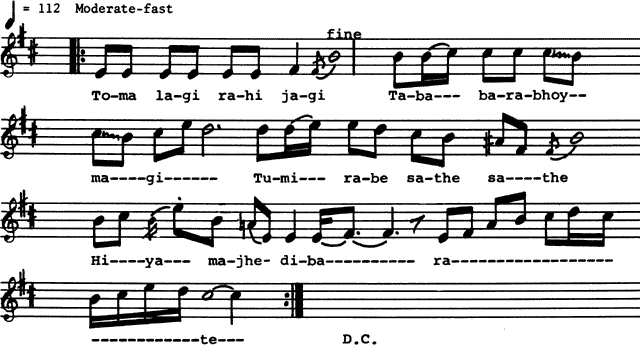 ♩ = 112 Moderate-fast
fine
To-ma la-gi ra-hi ja-gi Ta-ba--- ba-ra-bhoy--
ma----gi------ Tu-mi--- ra-be sa-the sa-----the
Hi----ya--- ma-jhe- di-ba----------- ra------------------
------------te--- D.C.